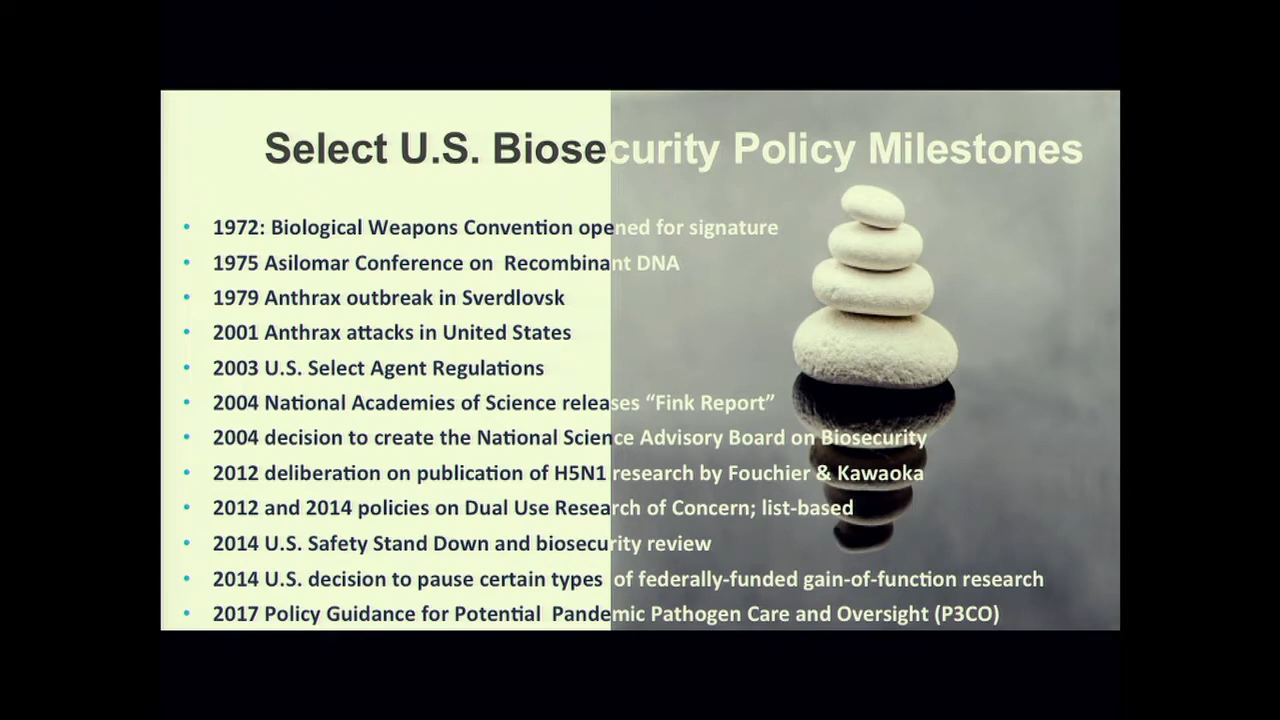 Select U.S. Biosecurity Policy Milestones
• 1972: Biological Weapons Convention opened for signature
• 1975 Asilomar Conference on Recombinant DNA
• 1979 Anthrax outbreak in Sverdlovsk
• 2001 Anthrax attacks in United States
• 2003 U.S. Select Agent Regulations
• 2004 National Academies of Science releases “Fink Report”
• 2004 decision to create the National Science Advisory Board on Biosecurity
• 2012 deliberation on publication of H5N1 research by Fouchier & Kawaoka
• 2012 and 2014 policies on Dual Use Research of Concern; list-based
• 2014 U.S. Safety Stand Down and biosecurity review
• 2014 U.S. decision to pause certain types of federally-funded gain-of-function research
• 2017 Policy Guidance for Potential Pandemic Pathogen Care and Oversight (P3CO)